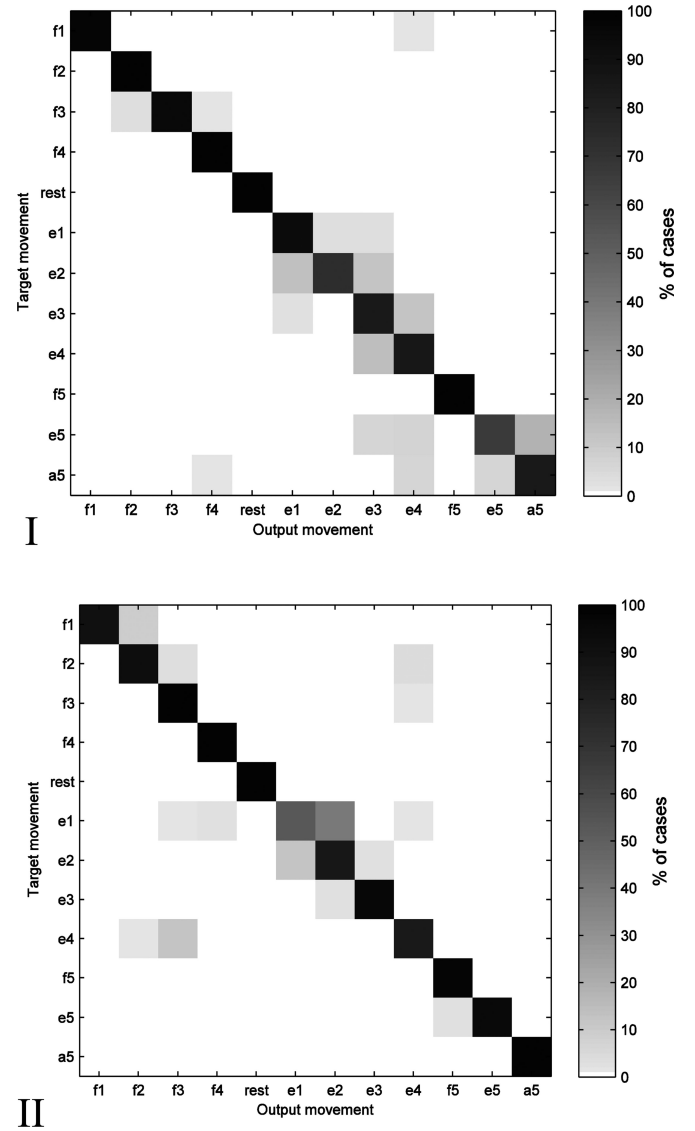 f1
f2
f3
f4
rest
e1
e2
e3
e4
f5
e5
a5
Target movement
f1 f2 f3 f4 rest e1 e2 e3 e4 f5 e5 a5
Output movement
100
90
80
70
60
50
40
30
20
10
0
% of cases
I
f1
f2
f3
f4
rest
e1
e2
e3
e4
f5
e5
a5
Target movement
f1 f2 f3 f4 rest e1 e2 e3 e4 f5 e5 a5
Output movement
100
90
80
70
60
50
40
30
20
10
0
% of cases
II